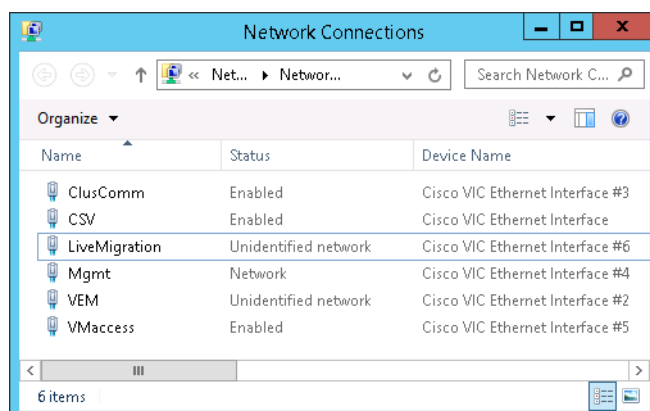 Network Connections
« Net... Networ... Search Network C...
Organize
Name Status Device Name
ClusComm Enabled Cisco VIC Ethernet Interface #3
CSV Enabled Cisco VIC Ethernet Interface
LiveMigration Unidentified network Cisco VIC Ethernet Interface #6
Mgmt Network Cisco VIC Ethernet Interface #4
VEM Unidentified network Cisco VIC Ethernet Interface #2
VMaccess Enabled Cisco VIC Ethernet Interface #5
6 items